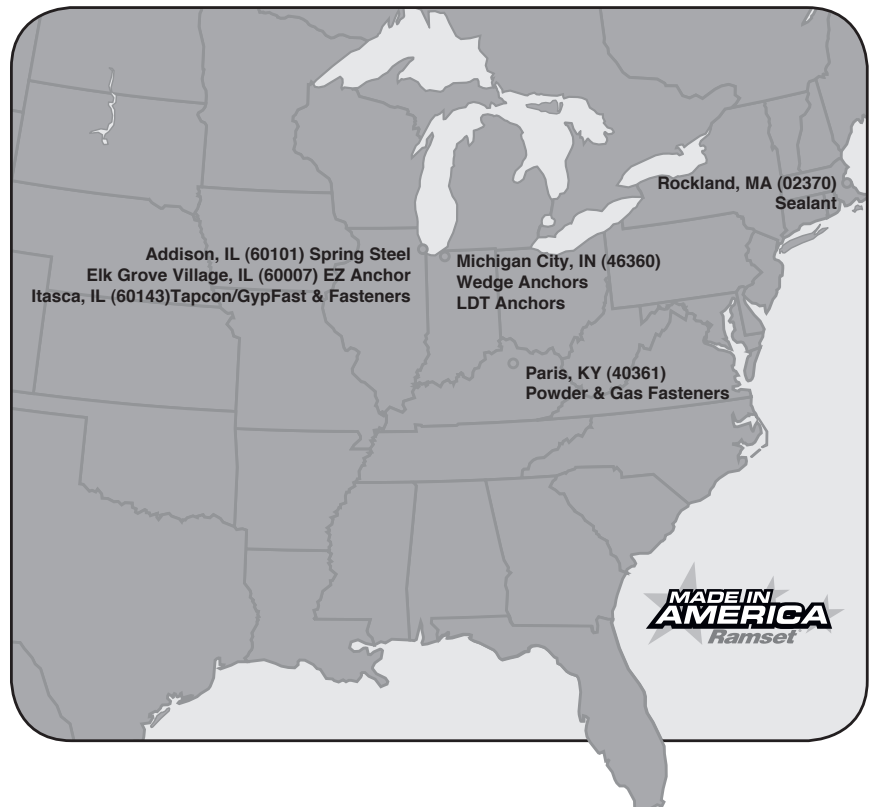 Rockland, MA (02370)
Sealant
Addison, IL (60101) Spring Steel
Elk Grove Village, IL (60007) EZ Anchor
Itasca, IL (60143)Tapcon/GypFast & Fasteners
Michigan City, IN (46360)
Wedge Anchors
LDT Anchors
Paris, KY (40361)
Powder & Gas Fasteners
MADE IN
AMERICA
Ramset